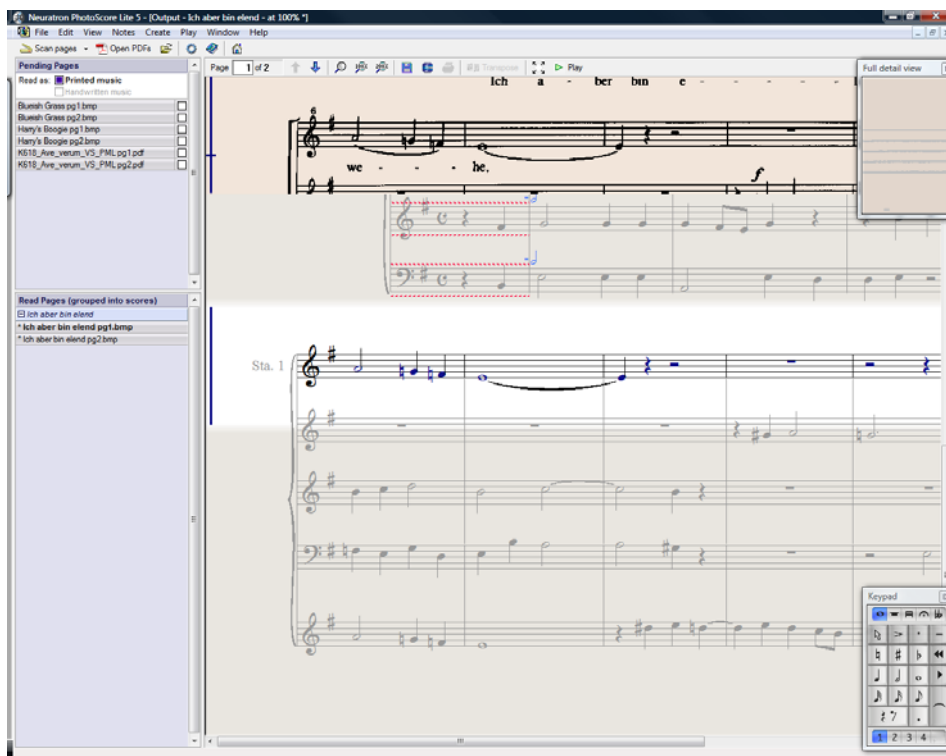 Neuratron PhotoScore Lite 5 - [Output - Ich aber bin elend - at 100% *]
File Edit View Notes Create Play Window Help
Scan pages Open PDFs
Pending Pages
Read as: Printed music
Handwritten music
Blueish Grass pg1.bmp
Blueish Grass pg2.bmp
Harry's Boogie pg1.bmp
Harry's Boogie pg2.bmp
K618_Ave_verum_VS_PML pg1.pdf
K618_Ave_verum_VS_PML pg2.pdf
Read Pages (grouped into scores)
Ich aber bin elend
* Ich aber bin elend pg1.bmp
* Ich aber bin elend pg2.bmp
Page 1 of 2 Transpose Play
Full detail view
Ich a - ber bin e - - - -
6
we - - - he,
f
Sta. 1
Keypad
1 2 3 4